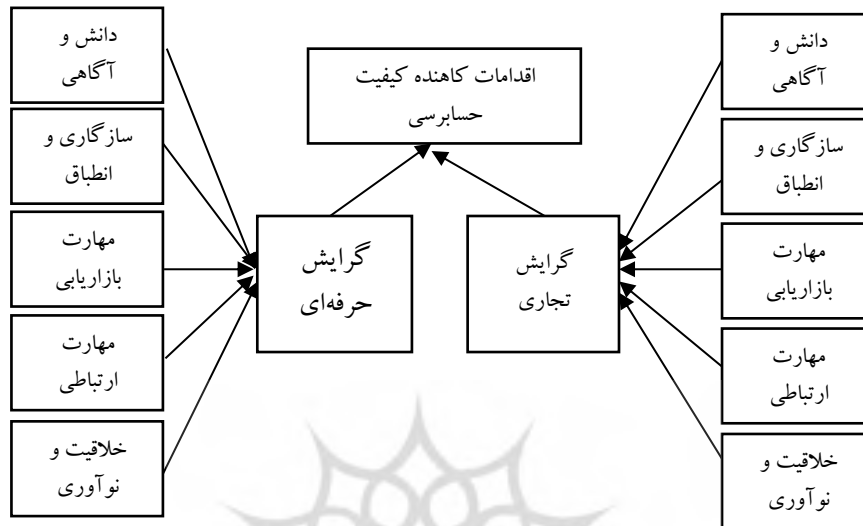 اقدامات کاهنده کیفیت
حسابرسی
دانش و
آگاهی
سازگاری و
انطباق
مهارت
بازاریابی
مهارت
ارتباطی
خلاقیت و
نوآوری
گرایش
تجاری
گرایش
حرفه‌ای
دانش و
آگاهی
سازگاری و
انطباق
مهارت
بازاریابی
مهارت
ارتباطی
خلاقیت و
نوآوری